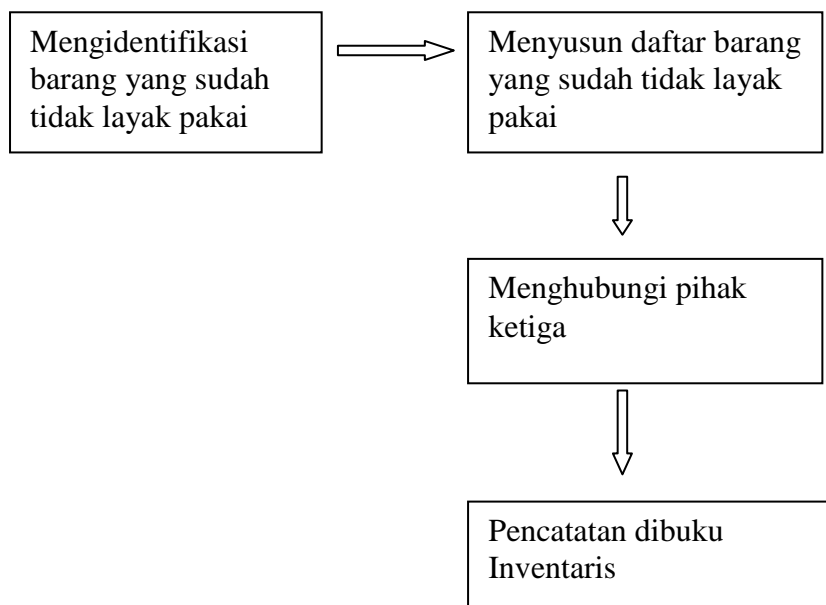 Mengidentifikasi
barang yang sudah
tidak layak pakai
Menyusun daftar barang
yang sudah tidak layak
pakai
Menghubungi pihak
ketiga
Pencatatan dibuku
Inventaris